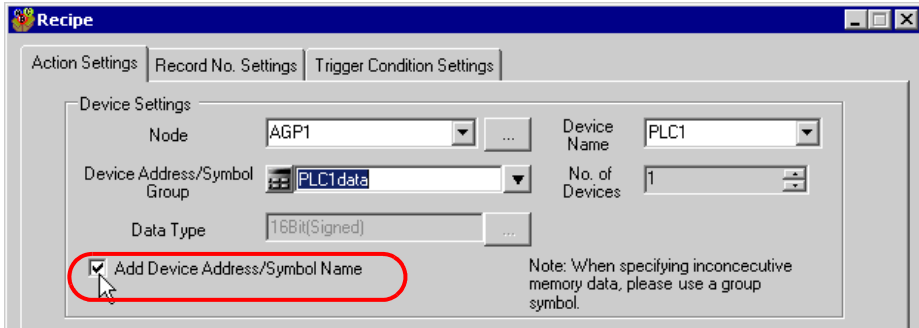 Recipe
Action Settings
Record No. Settings
Trigger Condition Settings
Device Settings
Node
AGP1
...
Device
Name
PLC1
Device Address/Symbol
Group
PLC1data
No. of
Devices
1
Data Type
16Bit(Signed)
...
Add Device Address/Symbol Name
Note: When specifying inconcecutive
memory data, please use a group
symbol.